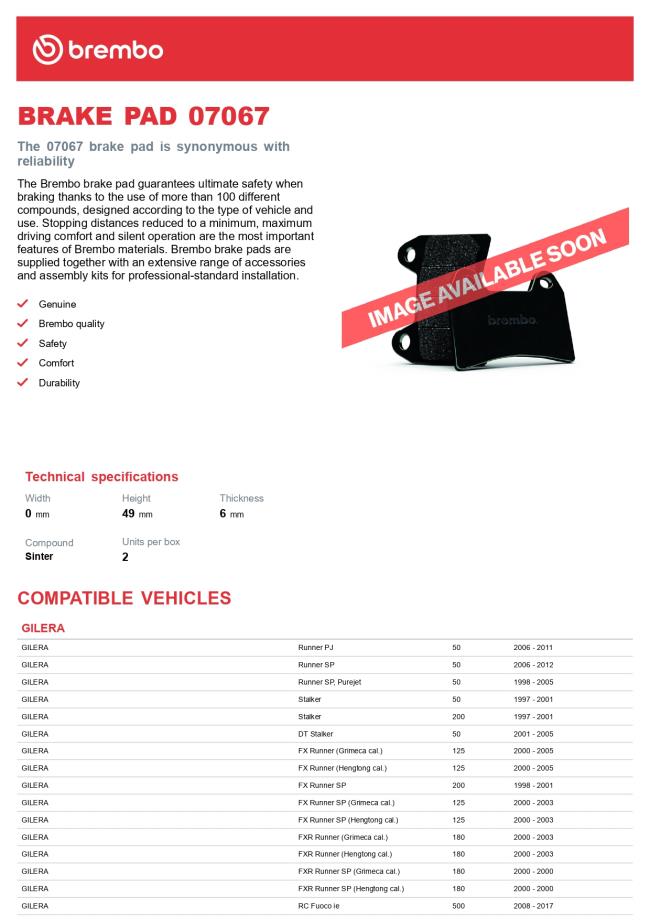 brembo
BRAKE PAD 07067
The 07067 brake pad is synonymous with
reliability
The Brembo brake pad guarantees ultimate safety when
braking thanks to the use of more than 100 different
compounds, designed according to the type of vehicle and
use. Stopping distances reduced to a minimum, maximum
driving comfort and silent operation are the most important
features of Brembo materials. Brembo brake pads are
supplied together with an extensive range of accessories
and assembly kits for professional-standard installation.
Genuine
Brembo quality
Safety
Comfort
Durability
IMAGE AVAILABLE SOON
brembo
Technical specifications
Width Height Thickness
0 mm 49 mm 6 mm
Compound Units per box
Sinter 2
COMPATIBLE VEHICLES
GILERA
GILERA Runner PJ 50 2006 - 2011
GILERA Runner SP 50 2006 - 2012
GILERA Runner SP, Purejet 50 1998 - 2005
GILERA Stalker 50 1997 - 2001
GILERA Stalker 200 1997 - 2001
GILERA DT Stalker 50 2001 - 2005
GILERA FX Runner (Grimeca cal.) 125 2000 - 2005
GILERA FX Runner (Hengtong cal.) 125 2000 - 2005
GILERA FX Runner SP 200 1998 - 2001
GILERA FX Runner SP (Grimeca cal.) 125 2000 - 2003
GILERA FX Runner SP (Hengtong cal.) 125 2000 - 2003
GILERA FXR Runner (Grimeca cal.) 180 2000 - 2003
GILERA FXR Runner (Hengtong cal.) 180 2000 - 2003
GILERA FXR Runner SP (Grimeca cal.) 180 2000 - 2000
GILERA FXR Runner SP (Hengtong cal.) 180 2000 - 2000
GILERA RC Fuoco ie 500 2008 - 2017